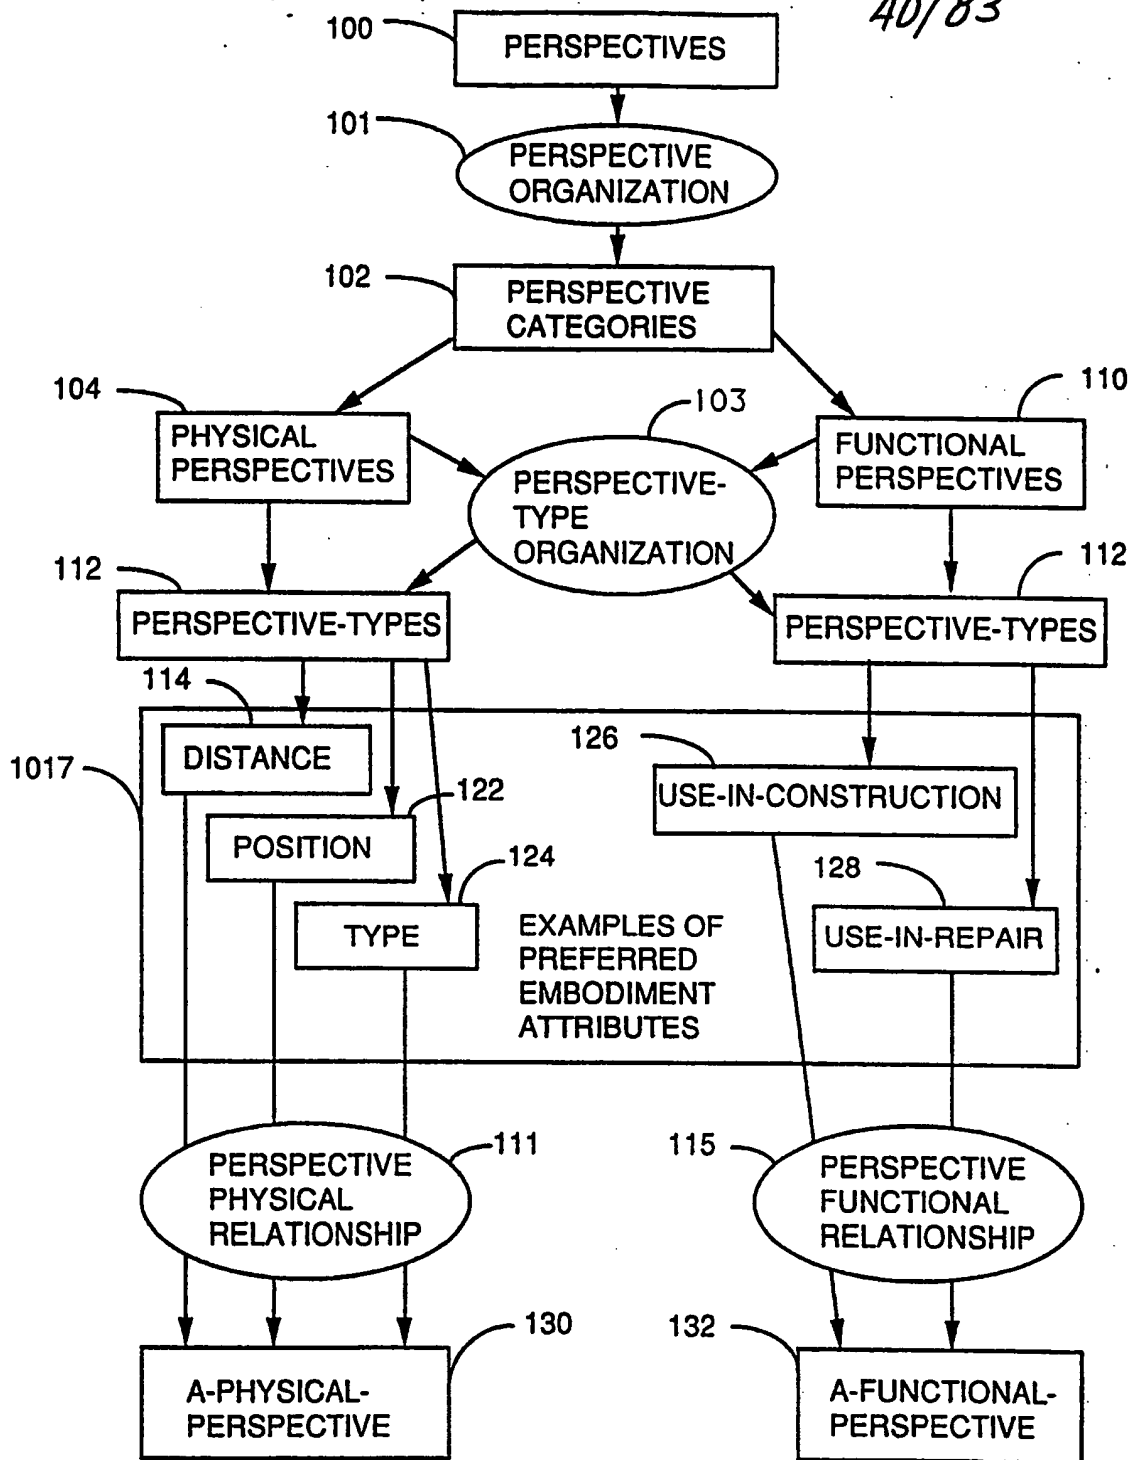 40/83
100
PERSPECTIVES
101
PERSPECTIVE
ORGANIZATION
102
PERSPECTIVE
CATEGORIES
104
PHYSICAL
PERSPECTIVES
103
PERSPECTIVE-
TYPE
ORGANIZATION
110
FUNCTIONAL
PERSPECTIVES
112
PERSPECTIVE-TYPES
112
PERSPECTIVE-TYPES
114
DISTANCE
1017
122
POSITION
124
TYPE
126
USE-IN-CONSTRUCTION
128
USE-IN-REPAIR
EXAMPLES OF
PREFERRED
EMBODIMENT
ATTRIBUTES
111
PERSPECTIVE
PHYSICAL
RELATIONSHIP
115
PERSPECTIVE
FUNCTIONAL
RELATIONSHIP
130
A-PHYSICAL-
PERSPECTIVE
132
A-FUNCTIONAL-
PERSPECTIVE